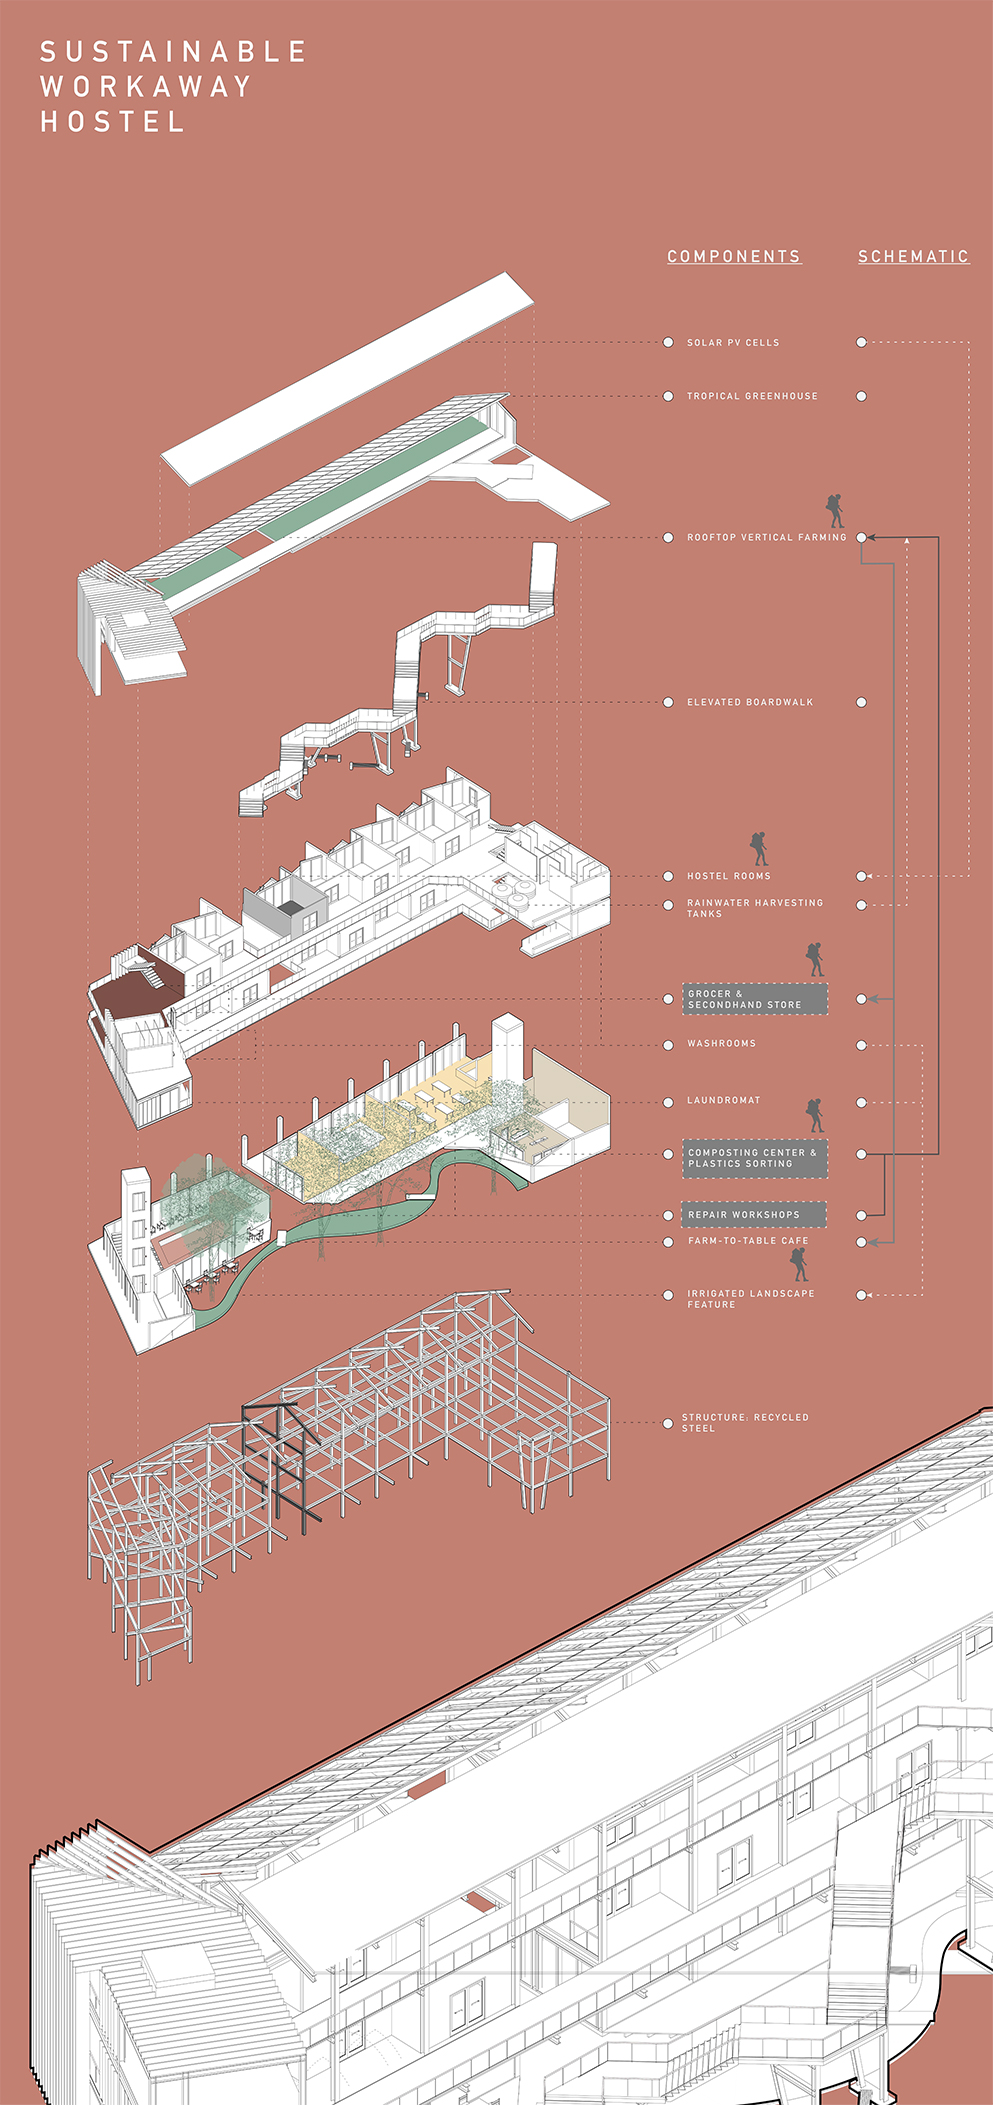 SUSTAINABLE
WORKAWAY
HOSTEL
COMPONENTS
SCHEMATIC
SOLAR PV CELLS
TROPICAL GREENHOUSE
ROOFTOP VERTICAL FARMING
ELEVATED BOARDWALK
HOSTEL ROOMS
RAINWATER HARVESTING
TANKS
GROCER &
SECONDHAND STORE
WASHROOMS
LAUNDROMAT
COMPOSTING CENTER &
PLASTICS SORTING
REPAIR WORKSHOPS
FARM-TO-TABLE CAFE
IRRIGATED LANDSCAPE
FEATURE
STRUCTURE: RECYCLED
STEEL